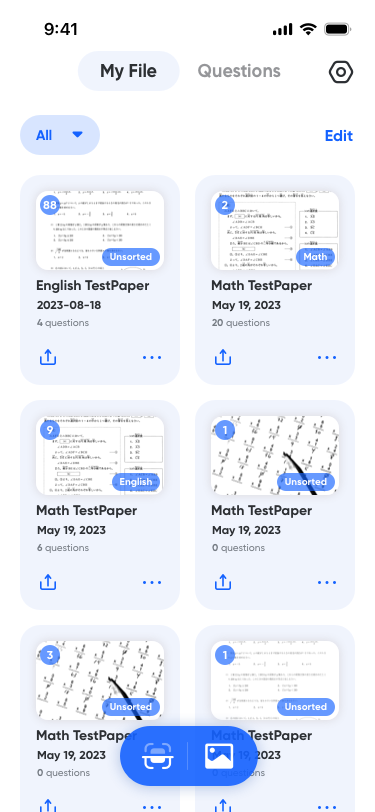 9:41
My File
Questions
All
Edit
88
Unsorted
English TestPaper
2023-08-18
4 questions
2
Math
Math TestPaper
May 19, 2023
20 questions
9
English
Math TestPaper
May 19, 2023
6 questions
1
Unsorted
Math TestPaper
May 19, 2023
0 questions
3
Unsorted
Math TestPaper
May 19, 2023
0 questions
1
Unsorted
Math TestPaper
May 19, 2023
0 questions